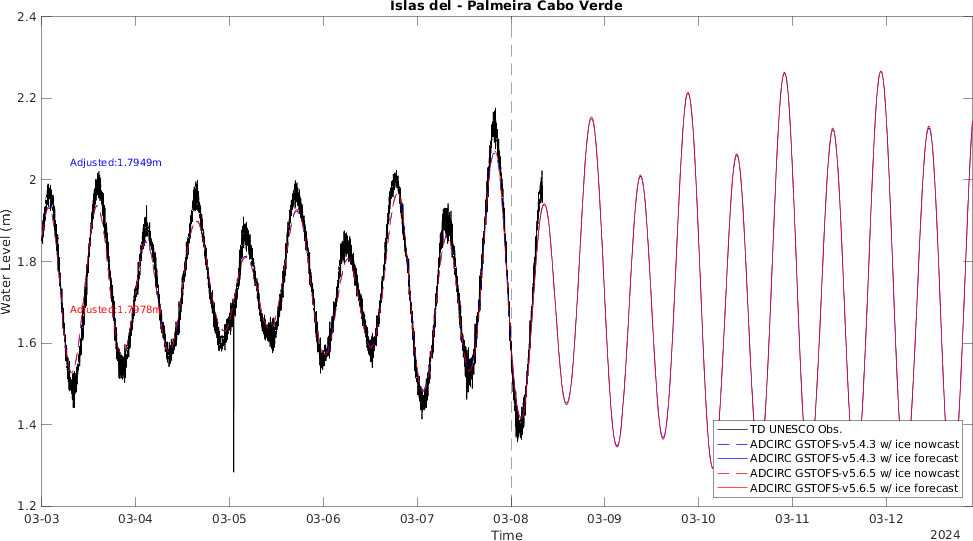 Islas del - Palmeira Cabo Verde
2.4
2.2
2
1.8
1.6
1.4
1.2
Water Level (m)
Adjusted:1.7949m
Adjusted:1.7978m
TD UNESCO Obs.
ADCIRC GSTOFS-v5.4.3 w/ ice nowcast
ADCIRC GSTOFS-v5.4.3 w/ ice forecast
ADCIRC GSTOFS-v5.6.5 w/ ice nowcast
ADCIRC GSTOFS-v5.6.5 w/ ice forecast
03-03 03-04 03-05 03-06 03-07 03-08 03-09 03-10 03-11 03-12
Time
2024